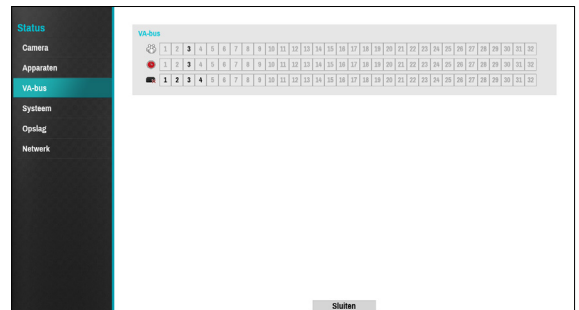 Status
Camera
Apparaten
VA-bus
Systeem
Opslag
Netwerk
VA-bus
1 2 3 4 5 6 7 8 9 10 11 12 13 14 15 16 17 18 19 20 21 22 23 24 25 26 27 28 29 30 31 32
1 2 3 4 5 6 7 8 9 10 11 12 13 14 15 16 17 18 19 20 21 22 23 24 25 26 27 28 29 30 31 32
1 2 3 4 5 6 7 8 9 10 11 12 13 14 15 16 17 18 19 20 21 22 23 24 25 26 27 28 29 30 31 32
Sluiten